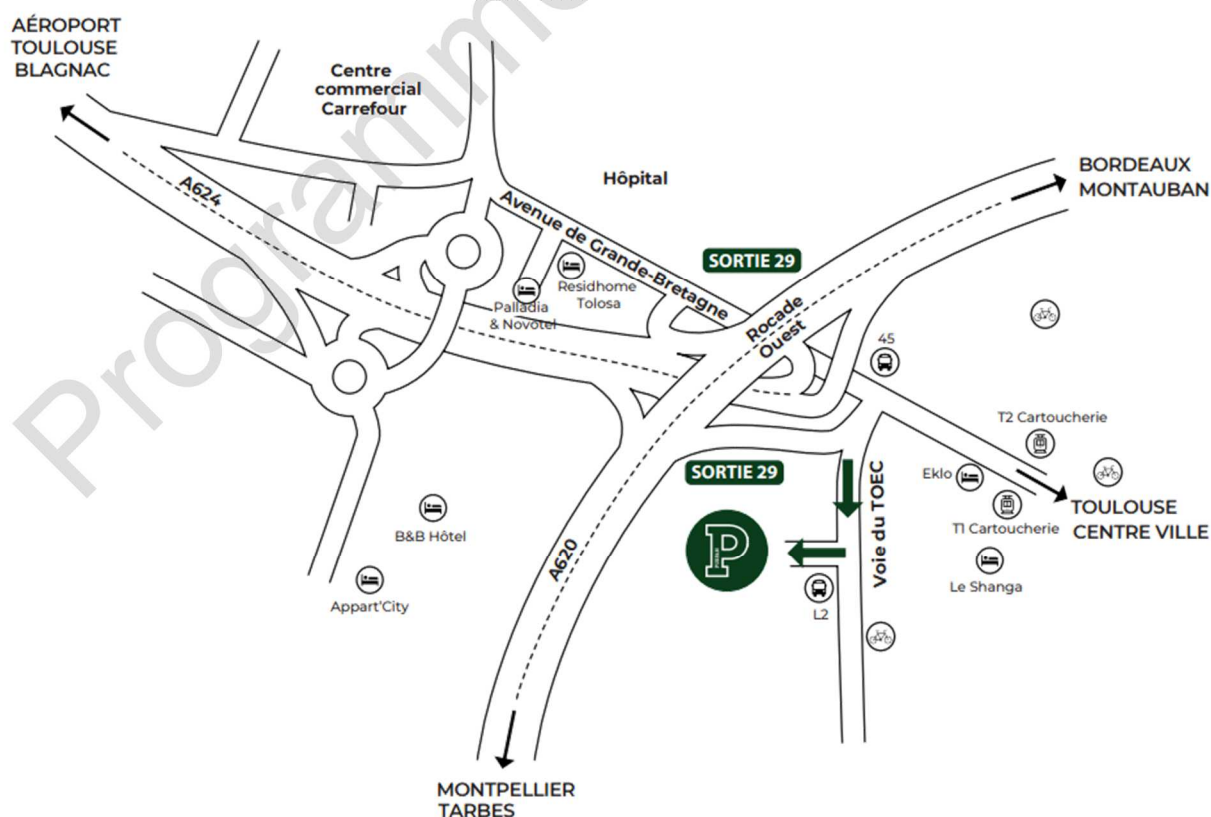 AÉROPORT
TOULOUSE
BLAGNAC
Programme
Centre
commercial
Carrefour
Hôpital
BORDEAUX
MONTAUBAN
A624
Avenue de Grande-Bretagne
SORTIE 29
Residhome
Tolosa
Palladia
& Novotel
Rocade
Ouest
45
T2 Cartoucherie
SORTIE 29
Eklo
TOULOUSE
CENTRE VILLE
T1 Cartoucherie
Voie du TOEC
B&B Hôtel
A620
P
Le Shanga
Appart'City
L2
MONTPELLIER
TARBES